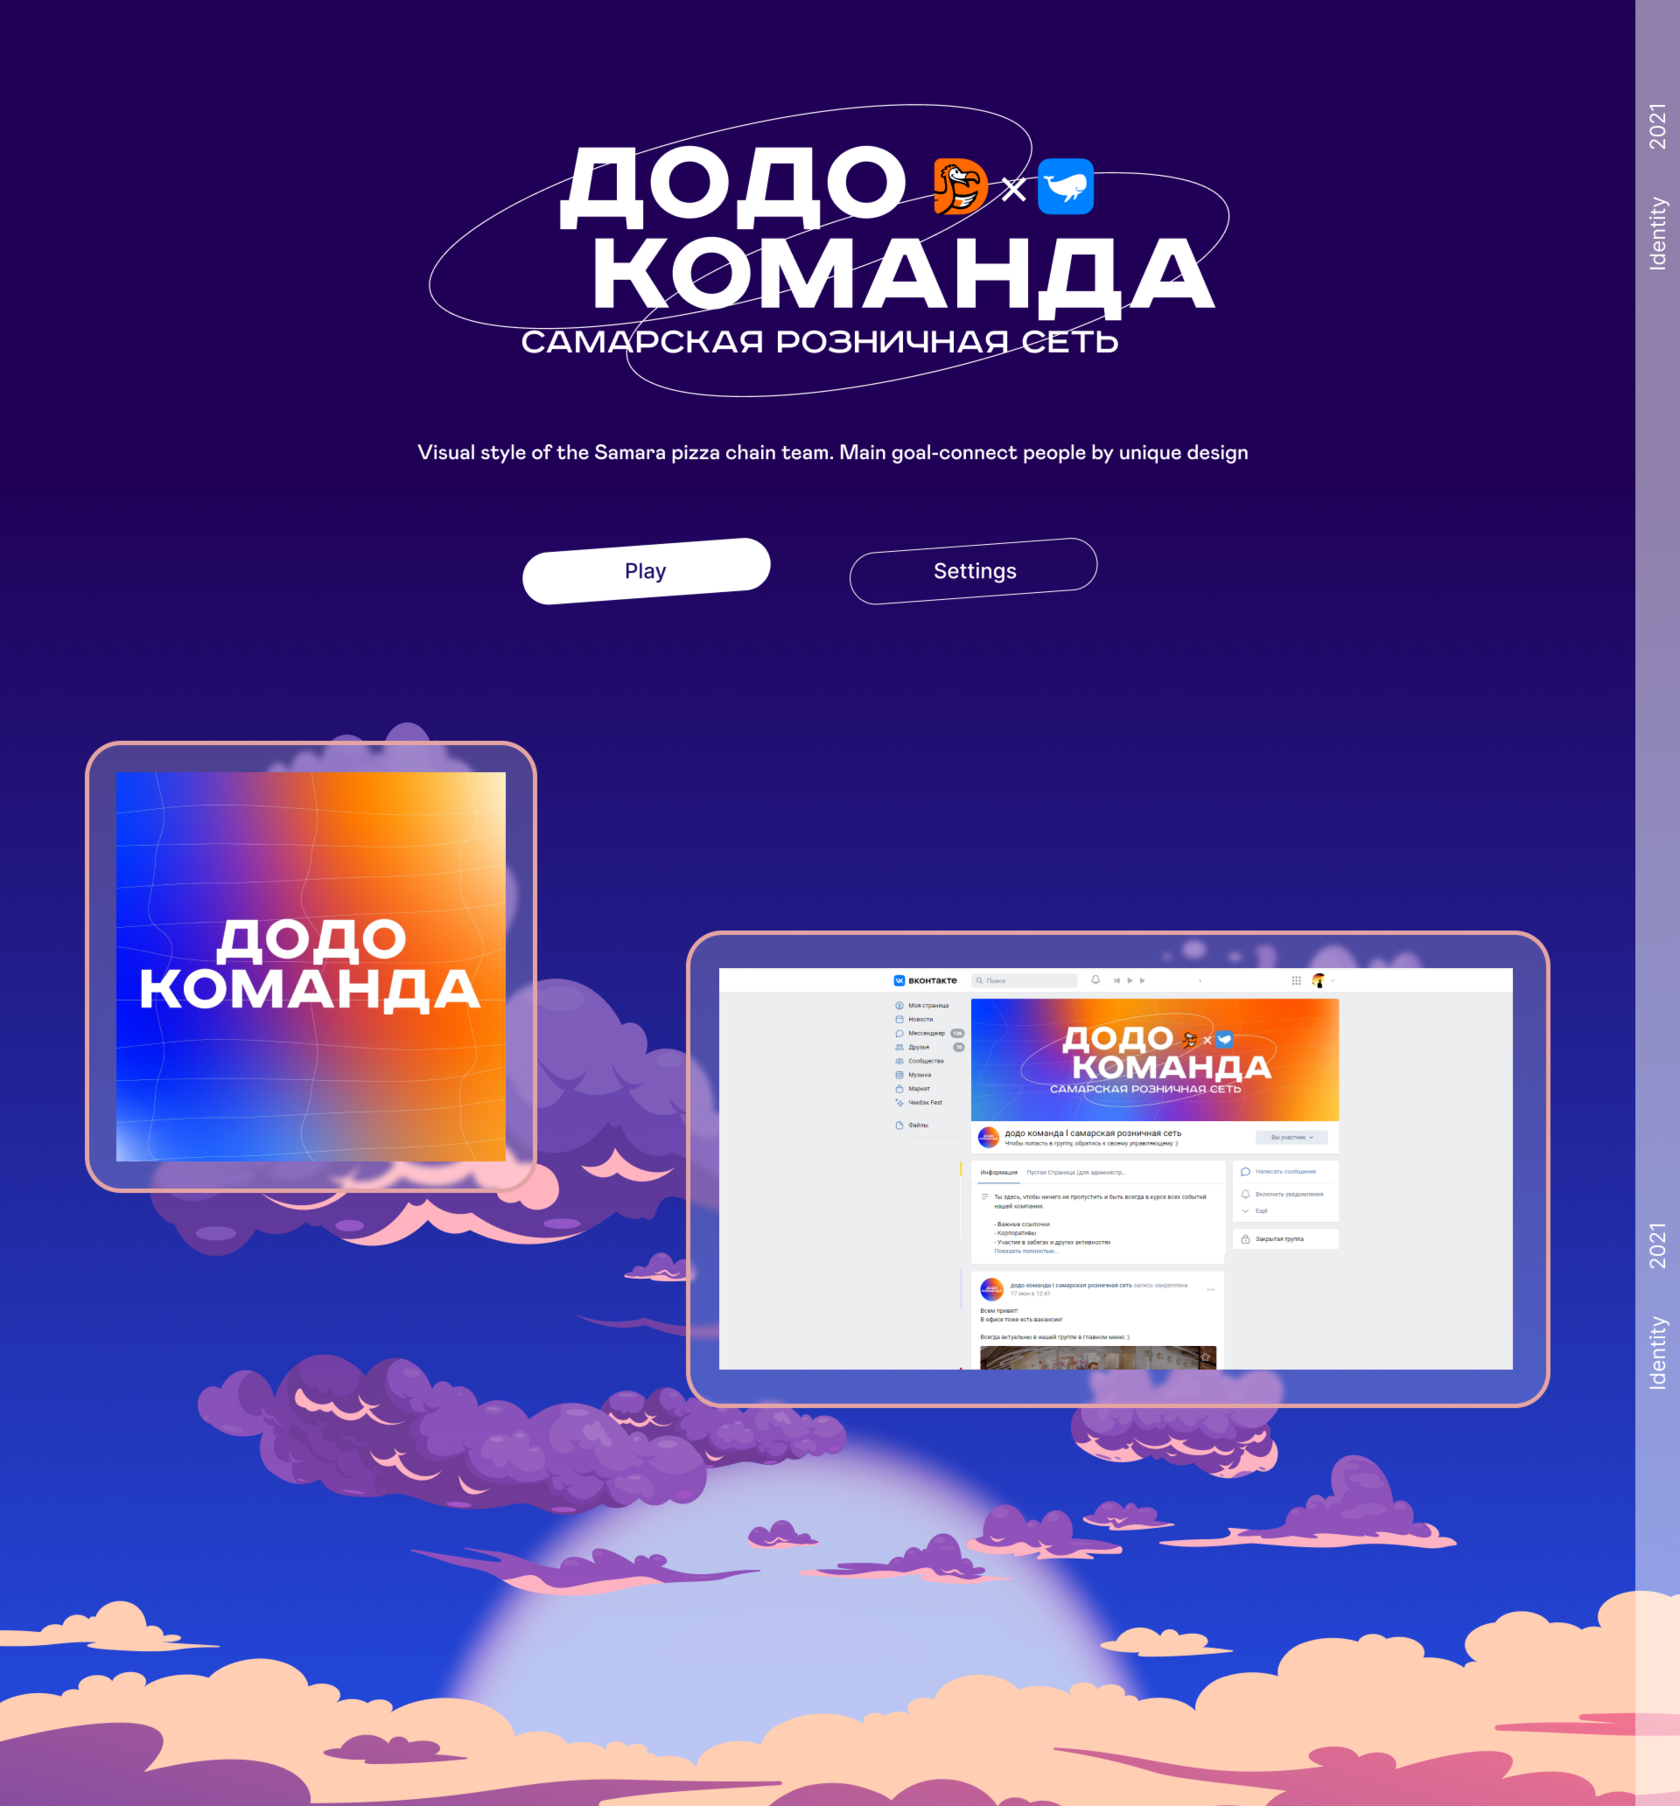 2021
Identity
ДОДО
КОМАНДА
САМАРСКАЯ РОЗНИЧНАЯ СЕТЬ
Visual style of the Samara pizza chain team. Main goal-connect people by unique design
Play
Settings
ДОДО
КОМАНДА
вконтакте
Поиск
Моя страница
Новости
Мессенджер
Друзья
Сообщества
Музыка
Маркет
Чекбэк Fest
Файлы
ДОДО
КОМАНДА
САМАРСКАЯ РОЗНИЧНАЯ СЕТЬ
додо команда | самарская розничная сеть
Чтобы попасть в группу, обратись к своему управляющему :)
Вы участник
Информация
Пустая Страница (для администр...
Ты здесь, чтобы ничего не пропустить и быть всегда в курсе всех событий
нашей компании.
- Важные ссылочки
- Корпоративы
- Участие в забегах и других активностях
Показать полностью...
Написать сообщение
Включить уведомления
Ещё
Закрытая группа
додо команда | самарская розничная сеть запись закреплена
17 июн в 12:41
Всем привет!
В офисе тоже есть вакансии!
Всегда актуальны в нашей группе в главном меню :)
2021
Identity